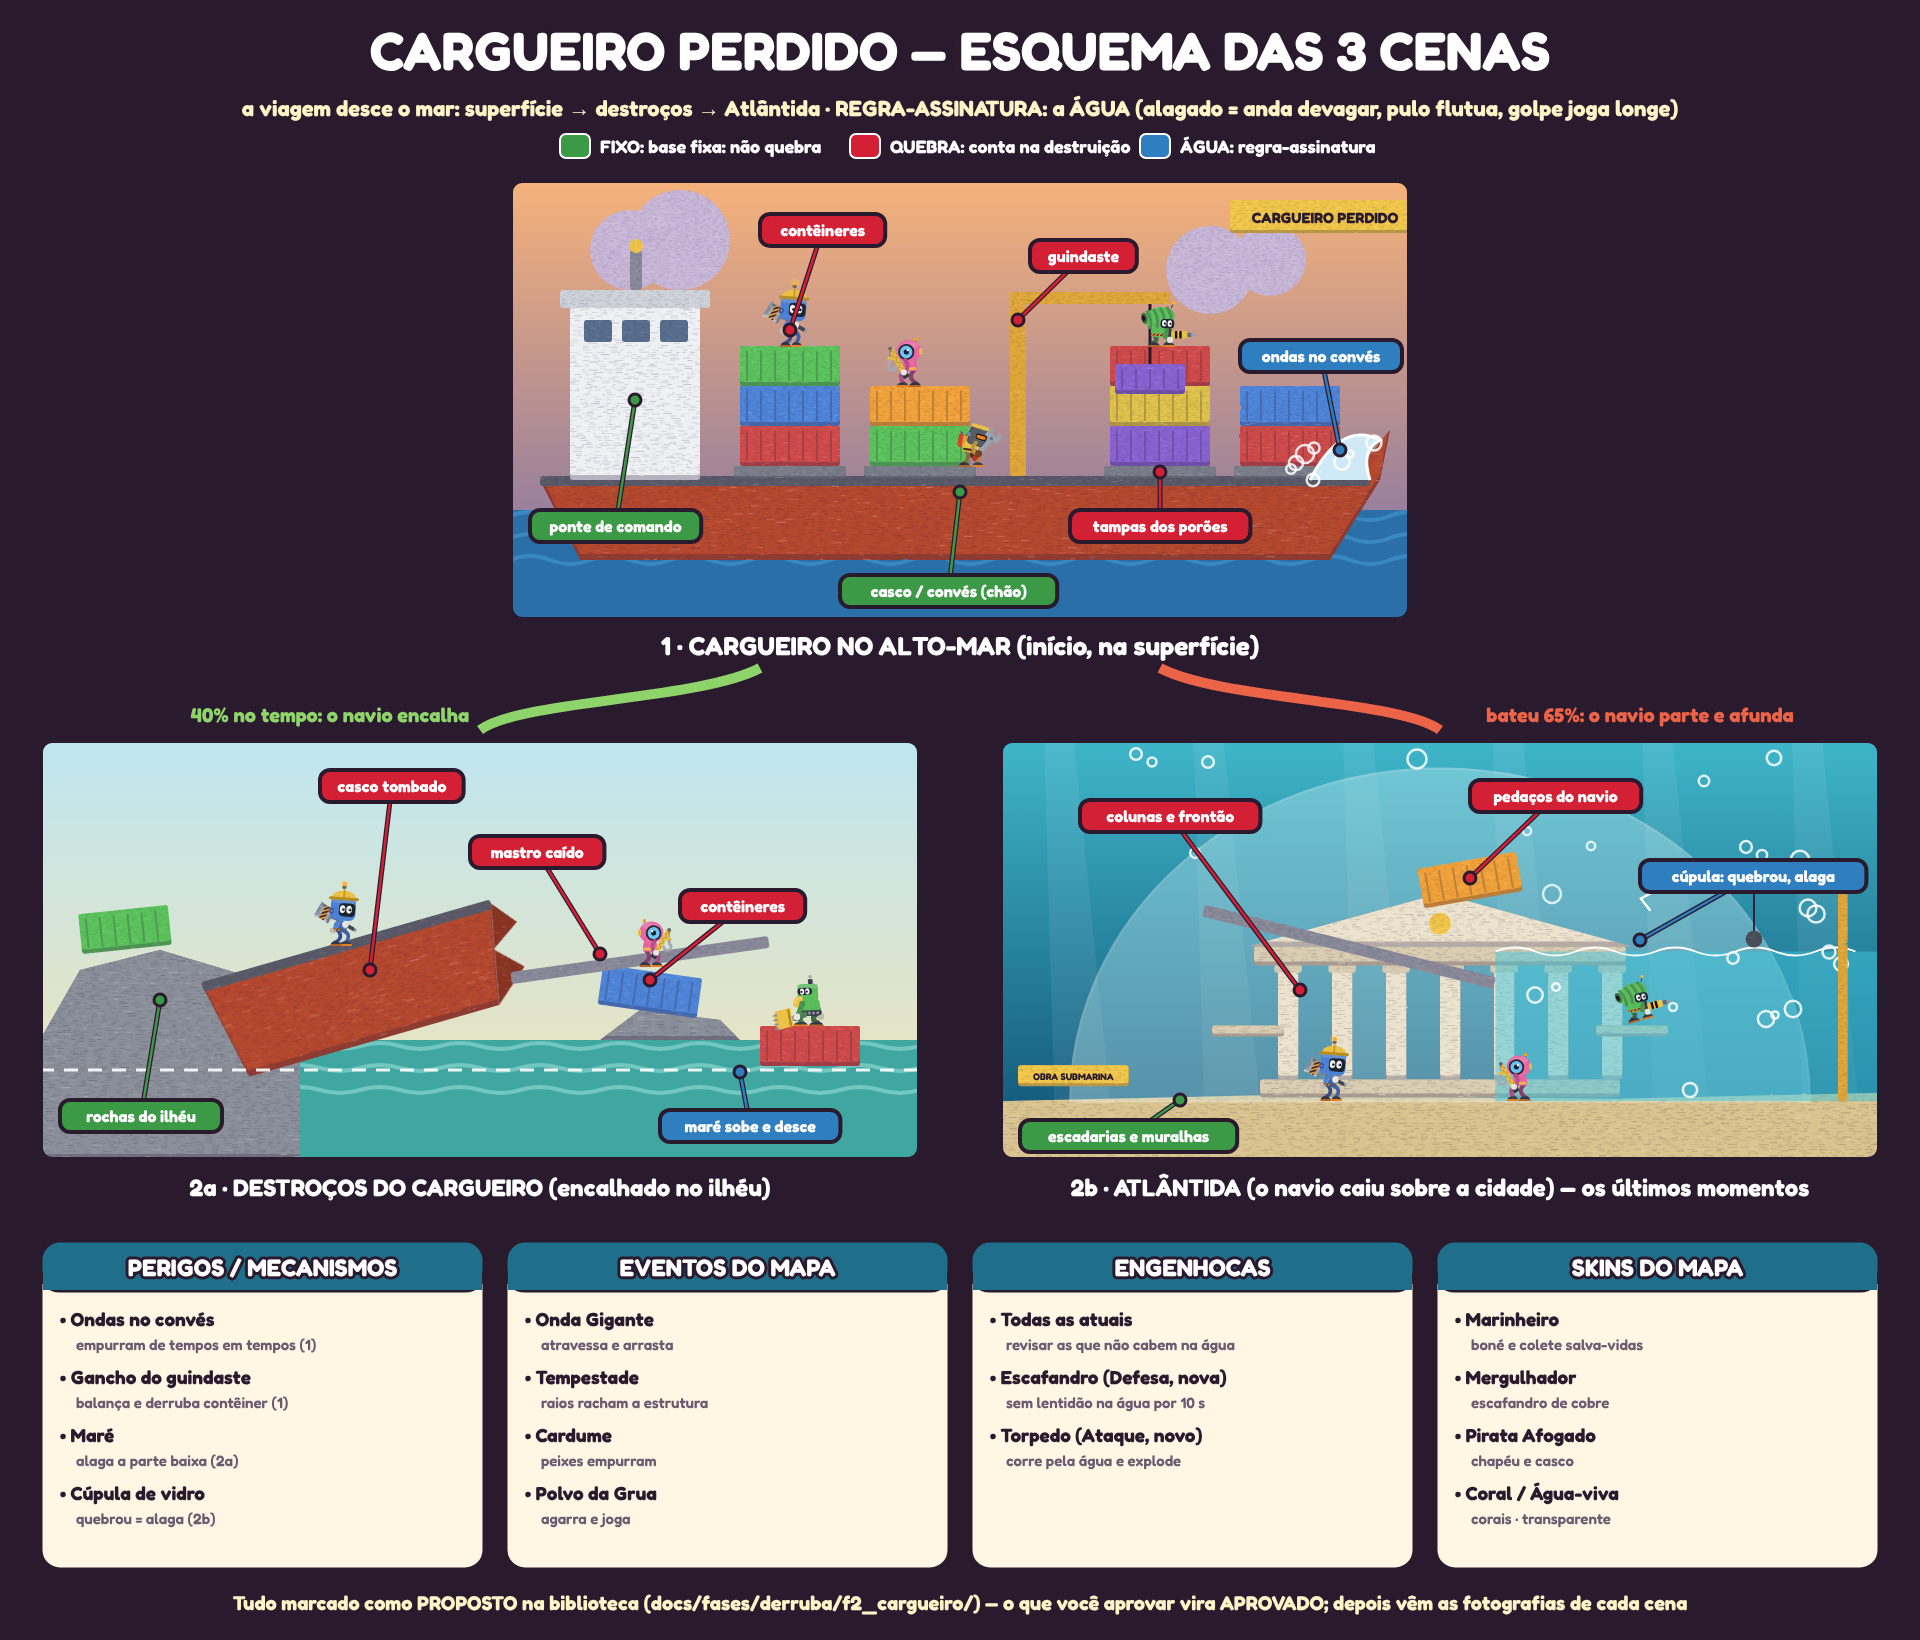 CARGUEIRO PERDIDO — ESQUEMA DAS 3 CENAS
a viagem desce o mar: superfície → destroços → Atlântida · REGRA-ASSINATURA: a ÁGUA (alagado = anda devagar, pulo flutua, golpe joga longe)
FIXO: base fixa: não quebra
QUEBRA: conta na destruição
ÁGUA: regra-assinatura
CARGUEIRO PERDIDO
contêineres
guindaste
ondas no convés
ponte de comando
tampas dos porões
casco / convés (chão)
1 · CARGUEIRO NO ALTO-MAR (início, na superfície)
40% no tempo: o navio encalha
bateu 65%: o navio parte e afunda
casco tombado
mastro caído
contêineres
rochas do ilhéu
maré sobe e desce
2a · DESTROÇOS DO CARGUEIRO (encalhado no ilhéu)
pedaços do navio
colunas e frontão
cúpula: quebrou, alaga
OBRA SUBMARINA
escadarias e muralhas
2b · ATLÂNTIDA (o navio caiu sobre a cidade) — os últimos momentos
PERIGOS / MECANISMOS
• Ondas no convés
empurram de tempos em tempos (1)
• Gancho do guindaste
balança e derruba contêiner (1)
• Maré
alaga a parte baixa (2a)
• Cúpula de vidro
quebrou = alaga (2b)
EVENTOS DO MAPA
• Onda Gigante
atravessa e arrasta
• Tempestade
raios racham a estrutura
• Cardume
peixes empurram
• Polvo da Grua
agarra e joga
ENGENHOCAS
• Todas as atuais
revisar as que não cabem na água
• Escafandro (Defesa, nova)
sem lentidão na água por 10 s
• Torpedo (Ataque, novo)
corre pela água e explode
SKINS DO MAPA
• Marinheiro
boné e colete salva-vidas
• Mergulhador
escafandro de cobre
• Pirata Afogado
chapéu e casco
• Coral / Água-viva
corais · transparente
Tudo marcado como PROPOSTO na biblioteca (docs/fases/derruba/f2_cargueiro/) — o que você aprovar vira APROVADO; depois vêm as fotografias de cada cena